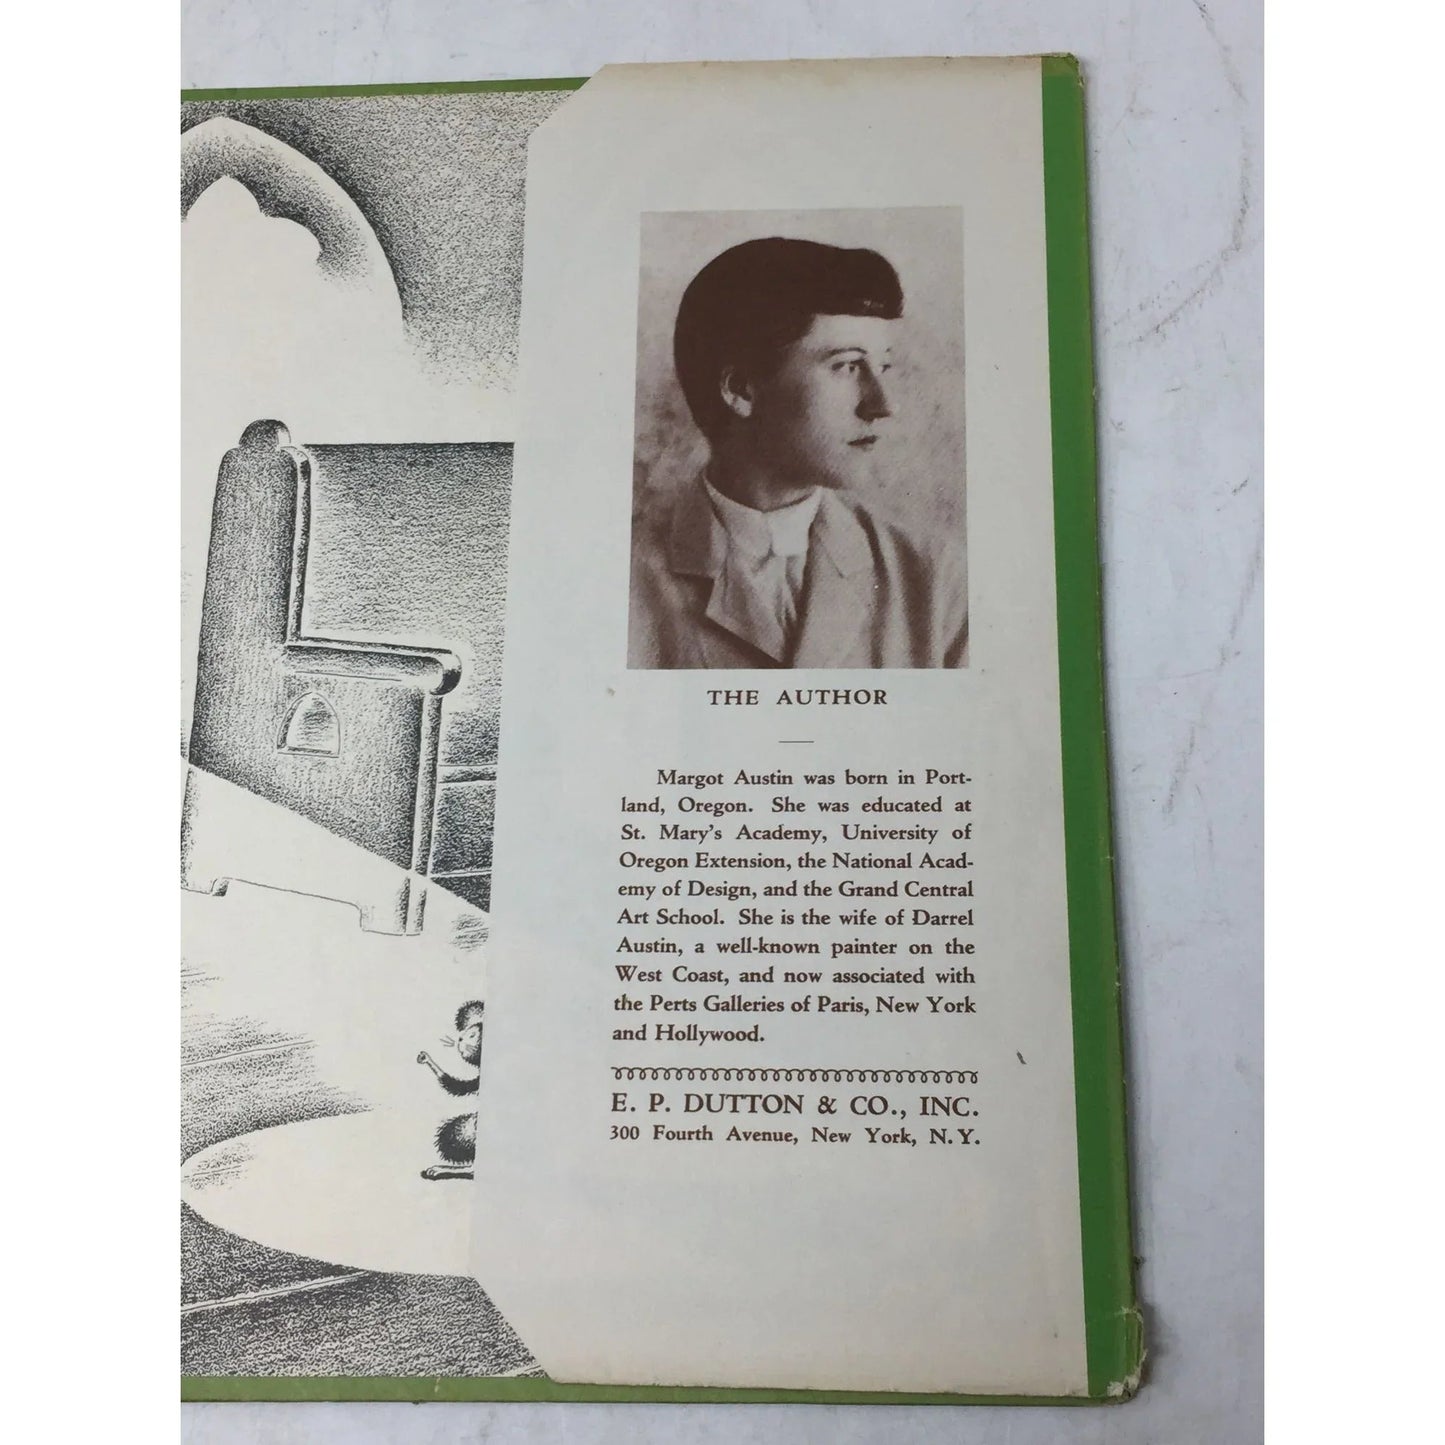 THE AUTHOR
Margot Austin was born in Port-
land, Oregon. She was educated at
St. Mary's Academy, University of
Oregon Extension, the National Acad-
emy of Design, and the Grand Central
Art School. She is the wife of Darrel
Austin, a well-known painter on the
West Coast, and now associated with
the Perts Galleries of Paris, New York
and Hollywood.
E. P. DUTTON & CO., INC.
300 Fourth Avenue, New York, N. Y.